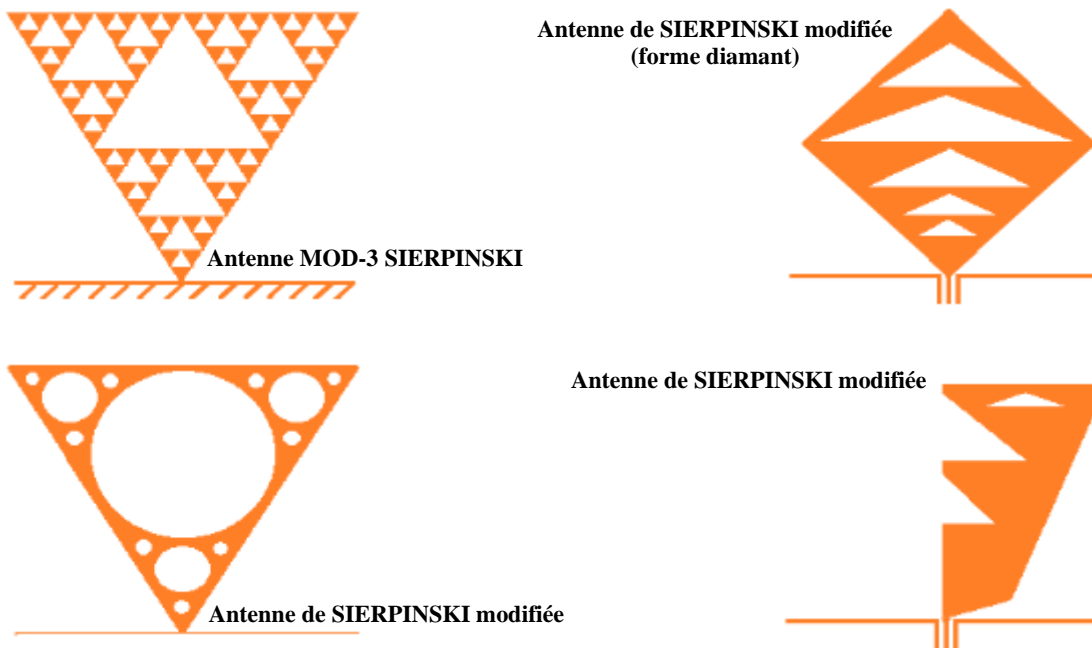 Antenne de SIERPINSKI modifiée
(forme diamant)
Antenne MOD-3 SIERPINSKI
Antenne de SIERPINSKI modifiée
Antenne de SIERPINSKI modifiée